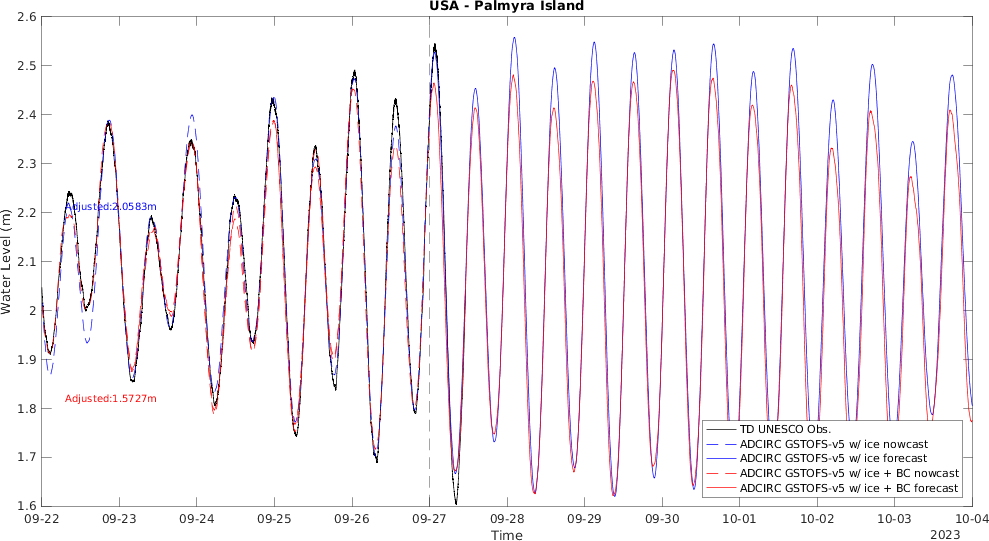 USA - Palmyra Island
2.6
2.5
2.4
2.3
2.2
2.1
2
1.9
1.8
1.7
1.6
Water Level (m)
Adjusted:2.0583m
Adjusted:1.5727m
TD UNESCO Obs.
ADCIRC GSTOFS-v5 w/ ice nowcast
ADCIRC GSTOFS-v5 w/ ice forecast
ADCIRC GSTOFS-v5 w/ ice + BC nowcast
ADCIRC GSTOFS-v5 w/ ice + BC forecast
09-22 09-23 09-24 09-25 09-26 09-27 09-28 09-29 09-30 10-01 10-02 10-03 10-04
Time
2023